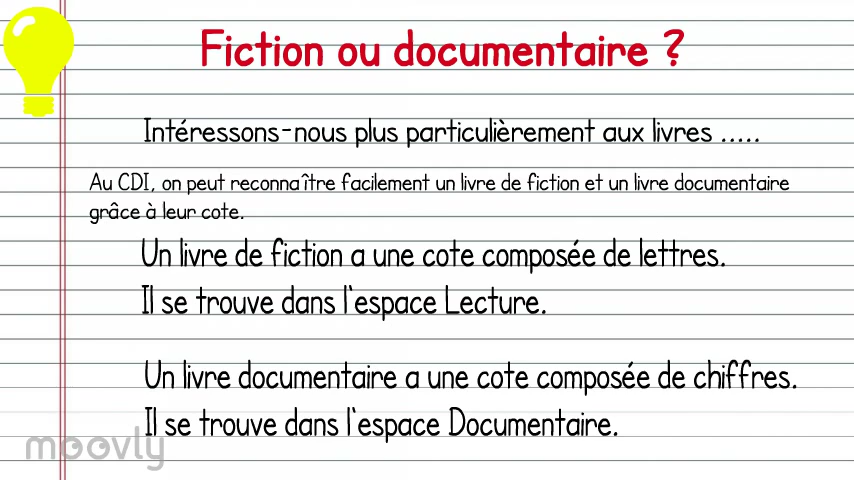 Fiction ou documentaire ?
Intéressons-nous plus particulièrement aux livres .....
Au CDI, on peut reconnaître facilement un livre de fiction et un livre documentaire
grâce à leur cote.
Un livre de fiction a une cote composée de lettres.
Il se trouve dans l'espace Lecture.
Un livre documentaire a une cote composée de chiffres.
Il se trouve dans l'espace Documentaire.
moovly